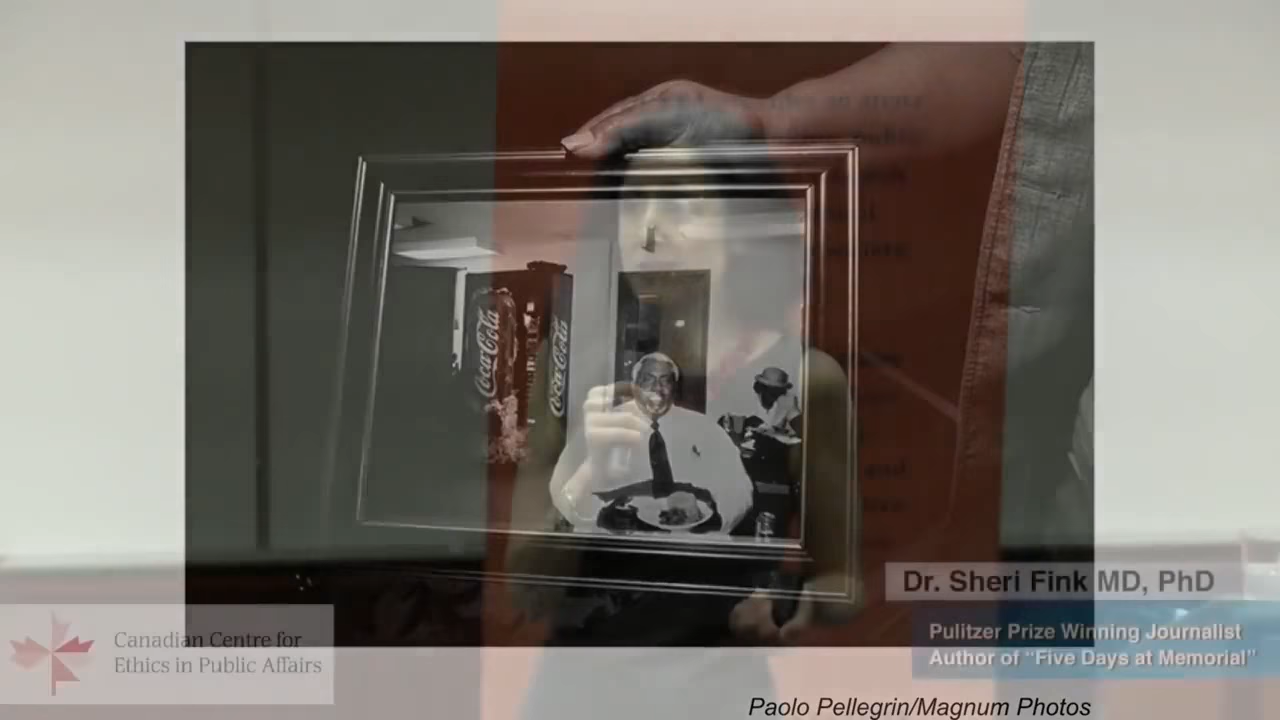 Coca-Cola
Coca-Cola
and
Dr. Sheri Fink MD, PhD
Canadian Centre for
Ethics in Public Affairs
Pulitzer Prize Winning Journalist
Author of “Five Days at Memorial”
Paolo Pellegrin/Magnum Photos